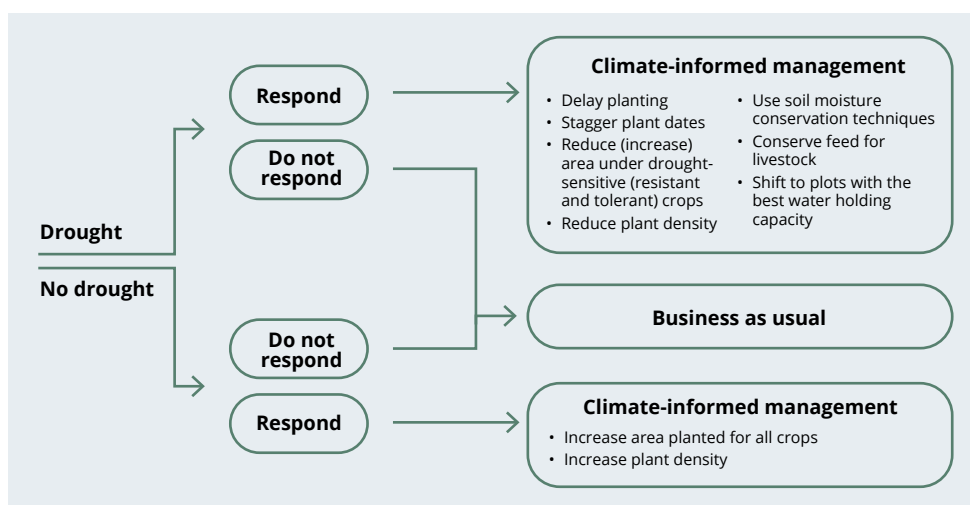 Drought
No drought
Respond
Do not
respond
Do not
respond
Respond
Climate-informed management
• Delay planting
• Stagger plant dates
• Reduce (increase)
area under drought-
sensitive (resistant
and tolerant) crops
• Reduce plant density
• Use soil moisture
conservation techniques
• Conserve feed for
livestock
• Shift to plots with the
best water holding
capacity
Business as usual
Climate-informed management
• Increase area planted for all crops
• Increase plant density